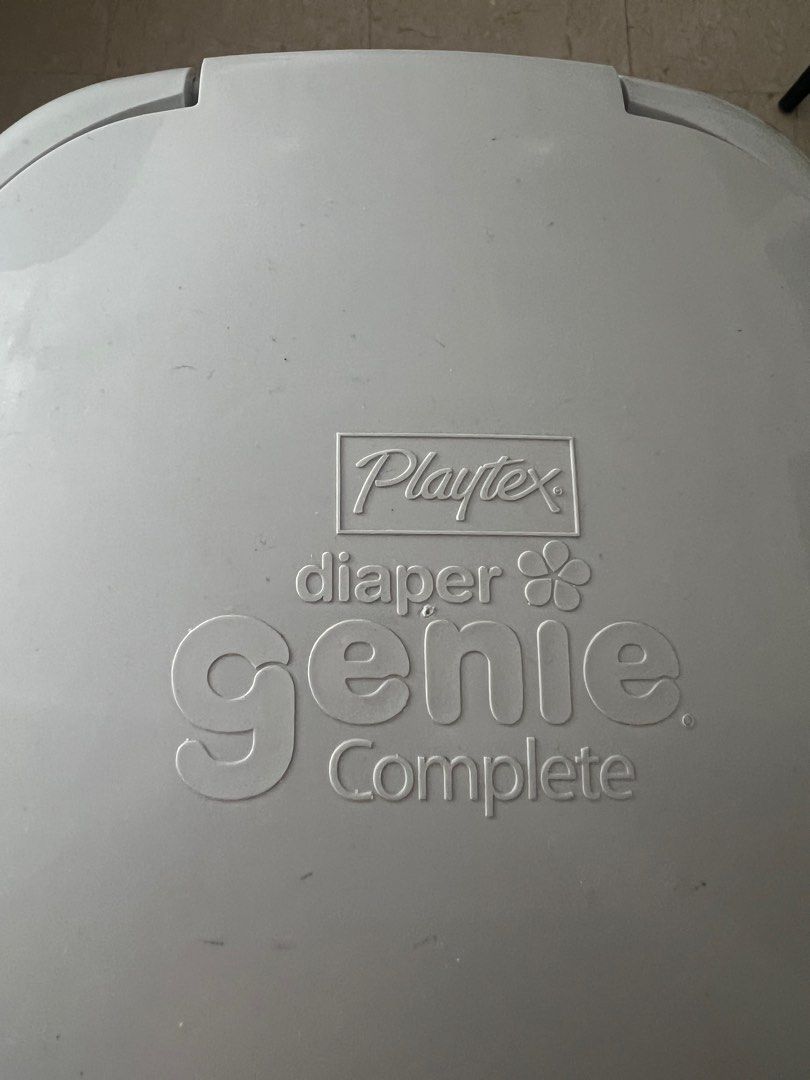 Playtex®
diaper
genie®
Complete